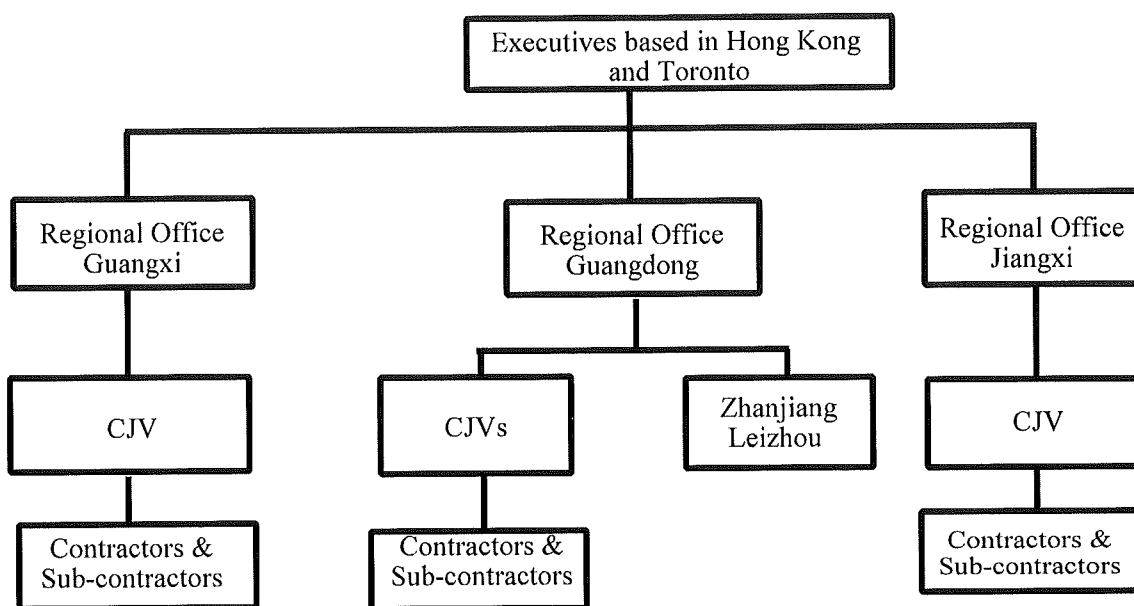 Executives based in Hong Kong
and Toronto
Regional Office
Guangxi
Regional Office
Guangdong
Regional Office
Jiangxi
CJV
CJVs
Zhanjiang
Leizhou
CJV
Contractors &
Sub-contractors
Contractors &
Sub-contractors
Contractors &
Sub-contractors